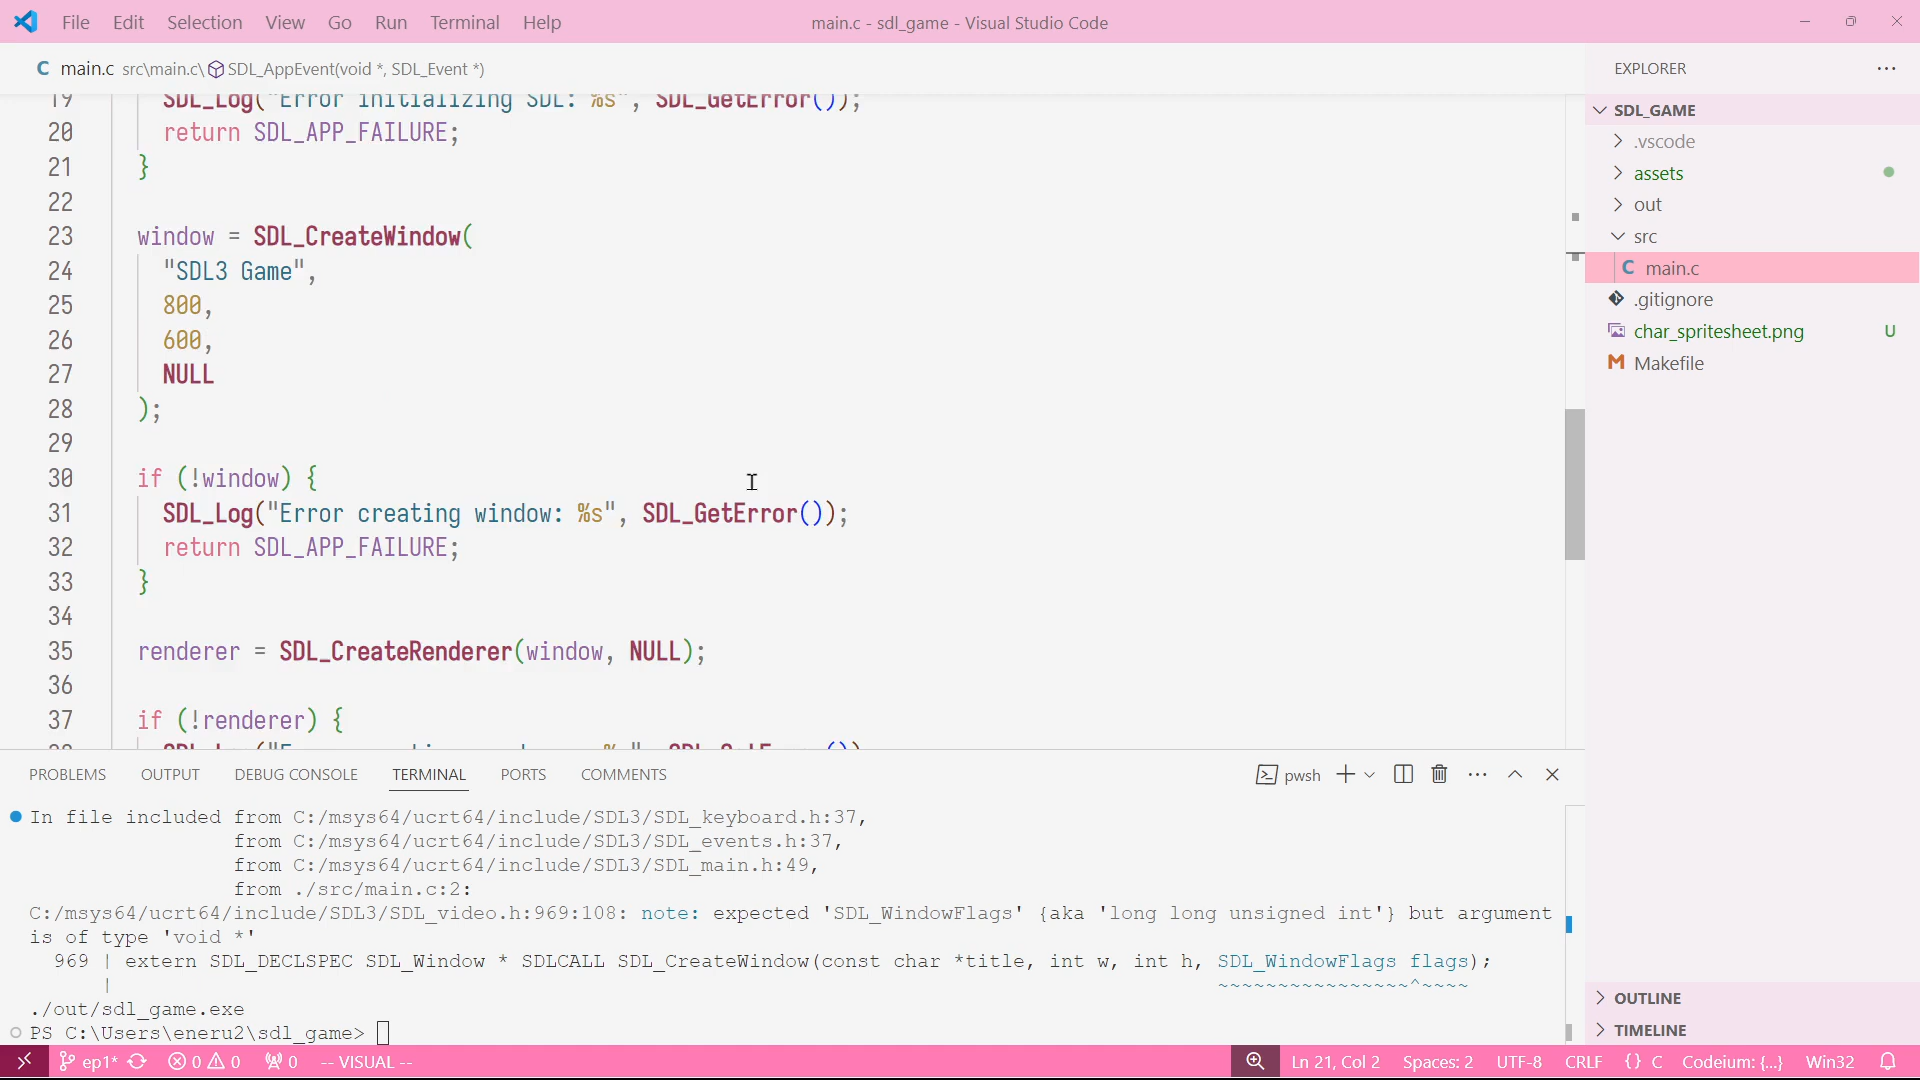 File Edit Selection View Go Run Terminal Help
main.c - sdl_game - Visual Studio Code
main.c src\main.c\ SDL_AppEvent(void *, SDL_Event *)
19 SDL_Log("Error initializing SDL: %s", SDL_GetError());
20 return SDL_APP_FAILURE;
21 }
22
23 window = SDL_CreateWindow(
24 "SDL3 Game",
25 800,
26 600,
27 NULL
28 );
29
30 if (!window) {
31 SDL_Log("Error creating window: %s", SDL_GetError());
32 return SDL_APP_FAILURE;
33 }
34
35 renderer = SDL_CreateRenderer(window, NULL);
36
37 if (!renderer) {
EXPLORER
SDL_GAME
.vscode
assets
out
src
C main.c
.gitignore
char_spritesheet.png U
M Makefile
OUTLINE
TIMELINE
PROBLEMS OUTPUT DEBUG CONSOLE TERMINAL PORTS COMMENTS
pwsh
In file included from C:/msys64/ucrt64/include/SDL3/SDL_keyboard.h:37,
from C:/msys64/ucrt64/include/SDL3/SDL_events.h:37,
from C:/msys64/ucrt64/include/SDL3/SDL_main.h:49,
from ./src/main.c:2:
C:/msys64/ucrt64/include/SDL3/SDL_video.h:969:108: note: expected 'SDL_WindowFlags' {aka 'long long unsigned int'} but argument
is of type 'void *'
969 | extern SDL_DECLSPEC SDL_Window * SDLCALL SDL_CreateWindow(const char *title, int w, int h, SDL_WindowFlags flags);
| ~~~~~~~~~~~~~~~~^~~~~
./out/sdl_game.exe
PS C:\Users\eneru2\sdl_game>
ep1* 0 0 0 -- VISUAL --
Ln 21, Col 2 Spaces: 2 UTF-8 CRLF {} C Codeium: {...} Win32